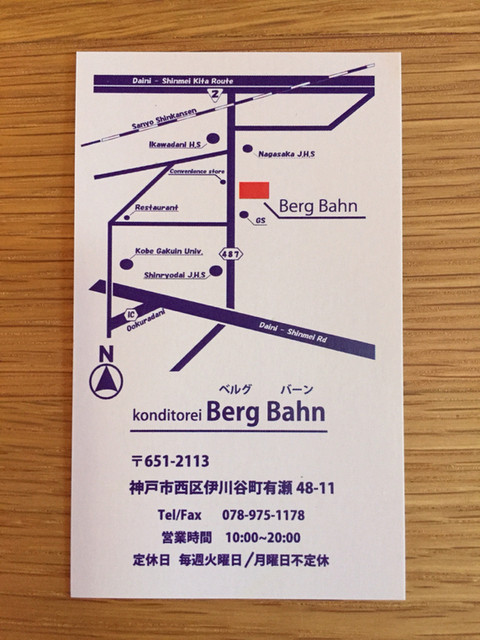 Daini - Shinmei Kita Route
2
Sanyo Shinkansen
Ikawadani H.S
Nagasaka J.H.S
Convenience store
Berg Bahn
Restaurant
GS
Kobe Gakuin Univ.
487
Shinryodai J.H.S
IC
Ookuradani
Daini - Shinmei Rd
N
ベルグ バーン
konditorei Berg Bahn
〒651-2113
神戸市西区伊川谷町有瀬 48-11
Tel/Fax 078-975-1178
営業時間 10:00~20:00
定休日 毎週火曜日/月曜日不定休